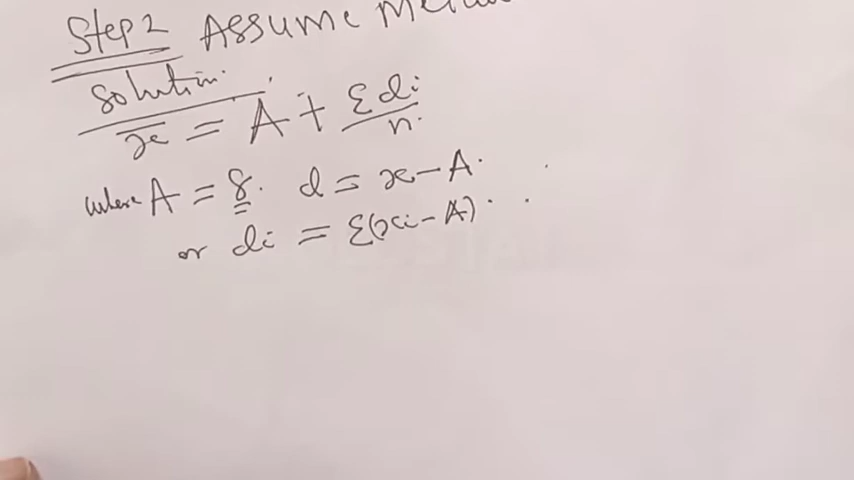 Step 2 Assume
Solution.
x̄ = A + Σdi/n.
where A = 8. d = x - A.
or di = Σ(xi - A).